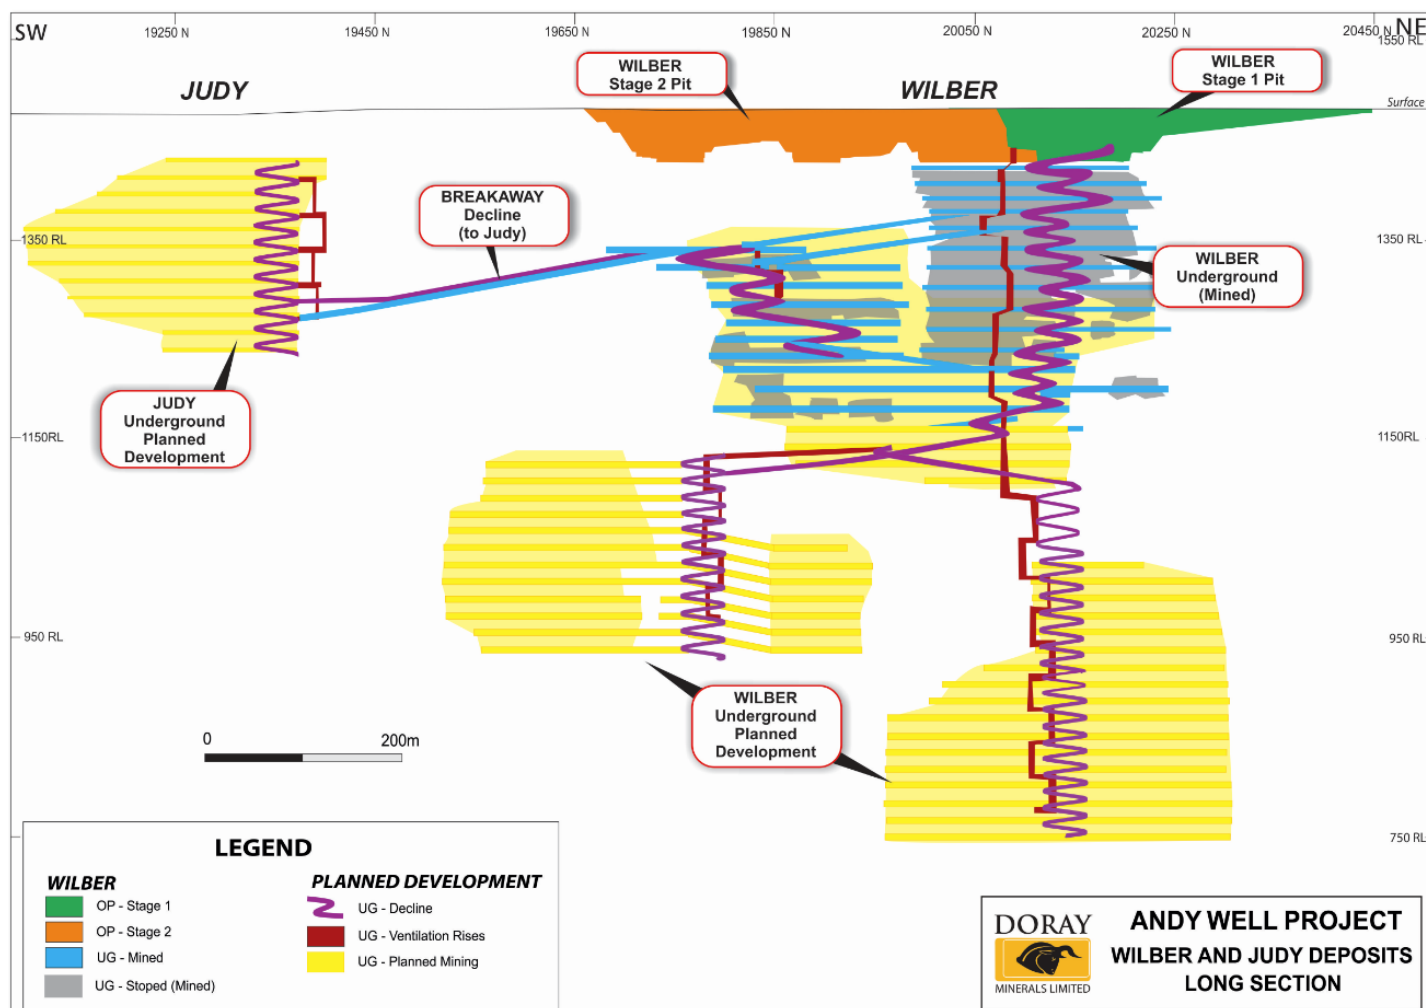 SW
19250 N
19450 N
19650 N
19850 N
20050 N
20250 N
20450 N
NE
1550 RL
JUDY
WILBER
Stage 2 Pit
WILBER
WILBER
Stage 1 Pit
Surface
BREAKAWAY
Decline
(to Judy)
1350 RL
1350 RL
WILBER
Underground
(Mined)
JUDY
Underground
Planned
Development
1150 RL
1150RL
950 RL
950 RL
WILBER
Underground
Planned
Development
0
200m
750 RL
LEGEND
WILBER
OP - Stage 1
OP - Stage 2
UG - Mined
UG - Stoped (Mined)
PLANNED DEVELOPMENT
UG - Decline
UG - Ventilation Rises
UG - Planned Mining
DORAY
MINERALS LIMITED
ANDY WELL PROJECT
WILBER AND JUDY DEPOSITS
LONG SECTION